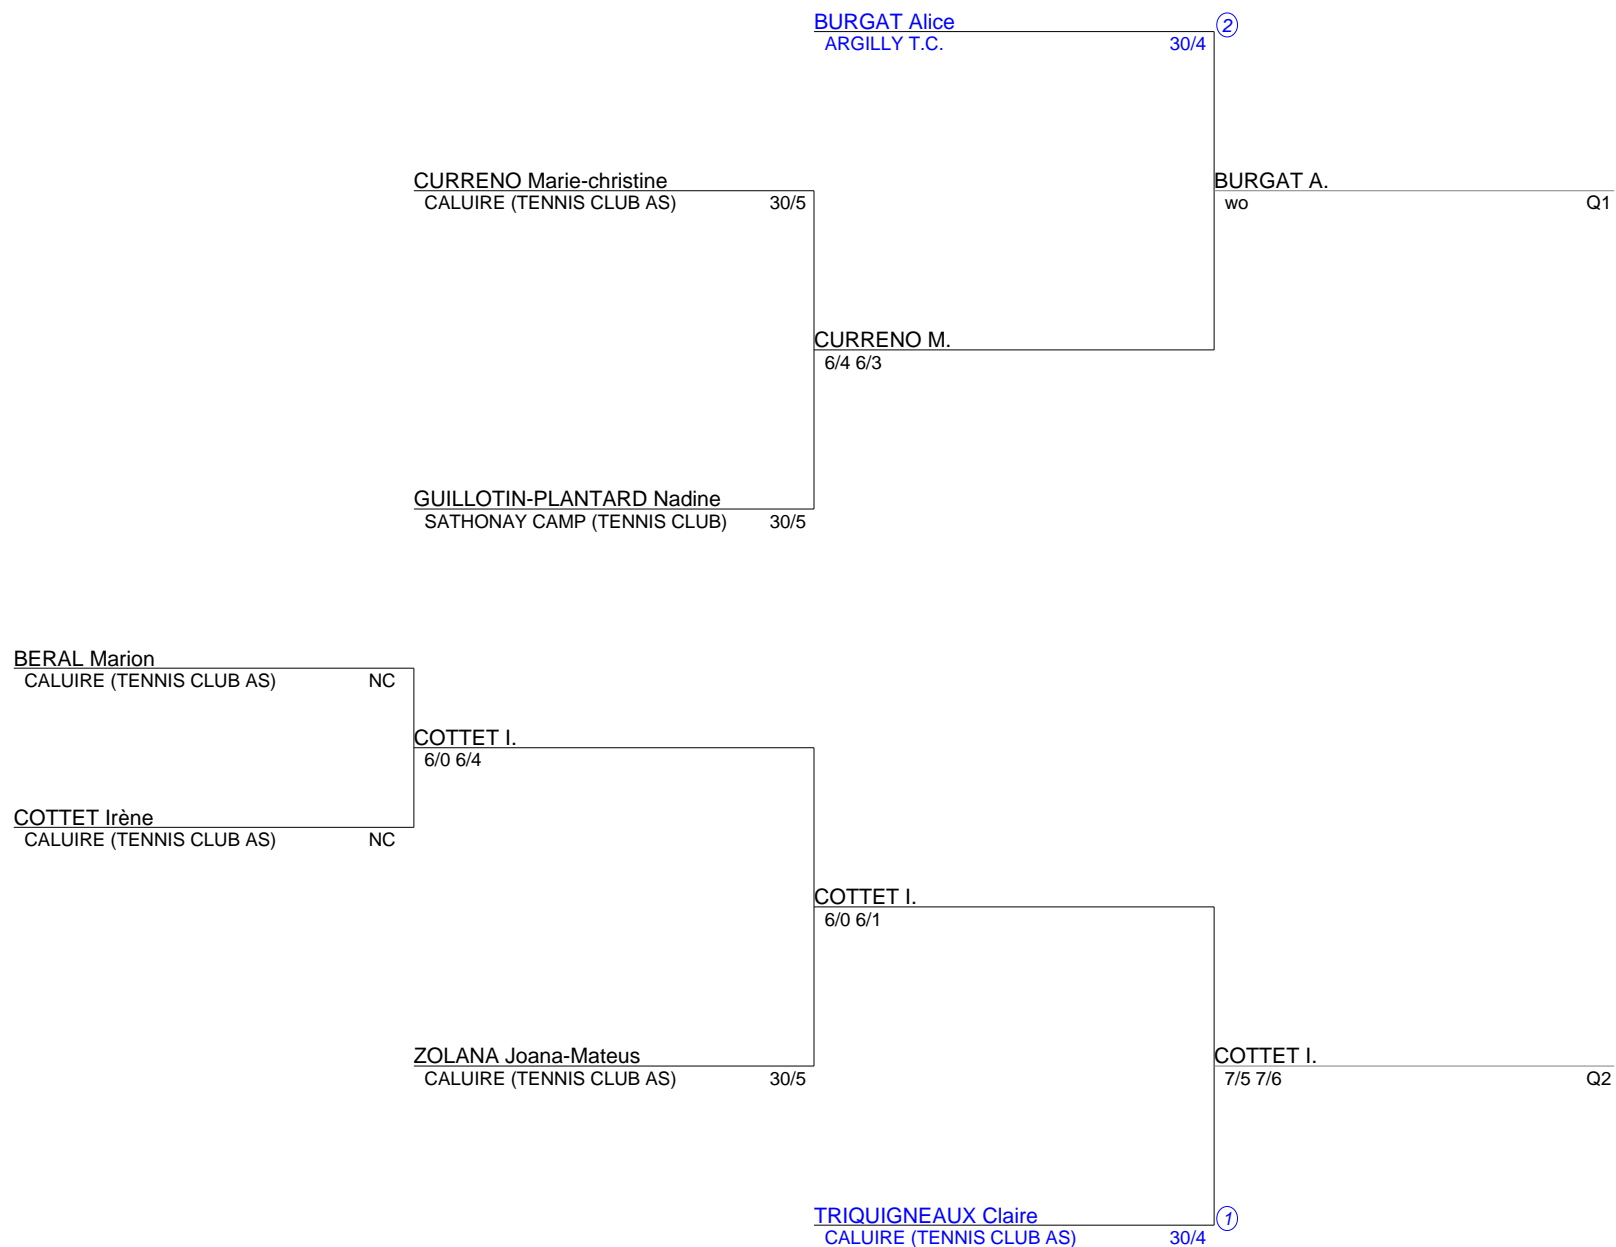 BURGAT Alice 2
ARGILLY T.C. 30/4
CURRENO Marie-christine
CALUIRE (TENNIS CLUB AS) 30/5
BURGAT A.
wo Q1
CURRENO M.
6/4 6/3
GUILLOTIN-PLANTARD Nadine
SATHONAY CAMP (TENNIS CLUB) 30/5
BERAL Marion
CALUIRE (TENNIS CLUB AS) NC
COTTET I.
6/0 6/4
COTTET Irène
CALUIRE (TENNIS CLUB AS) NC
COTTET I.
6/0 6/1
ZOLANA Joana-Mateus
CALUIRE (TENNIS CLUB AS) 30/5
COTTET I.
7/5 7/6 Q2
TRIQUIGNEAUX Claire 1
CALUIRE (TENNIS CLUB AS) 30/4